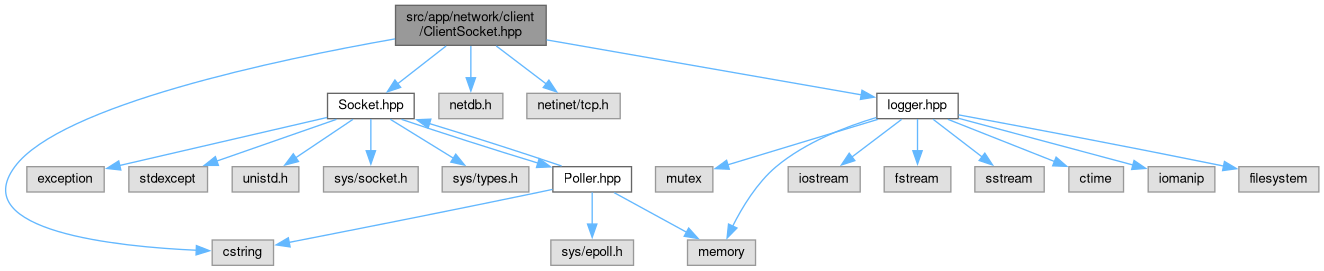 src/app/network/client
/ClientSocket.hpp
Socket.hpp
netdb.h
netinet/tcp.h
logger.hpp
exception
stdexcept
unistd.h
sys/socket.h
sys/types.h
Poller.hpp
mutex
iostream
fstream
sstream
ctime
iomanip
filesystem
cstring
sys/epoll.h
memory